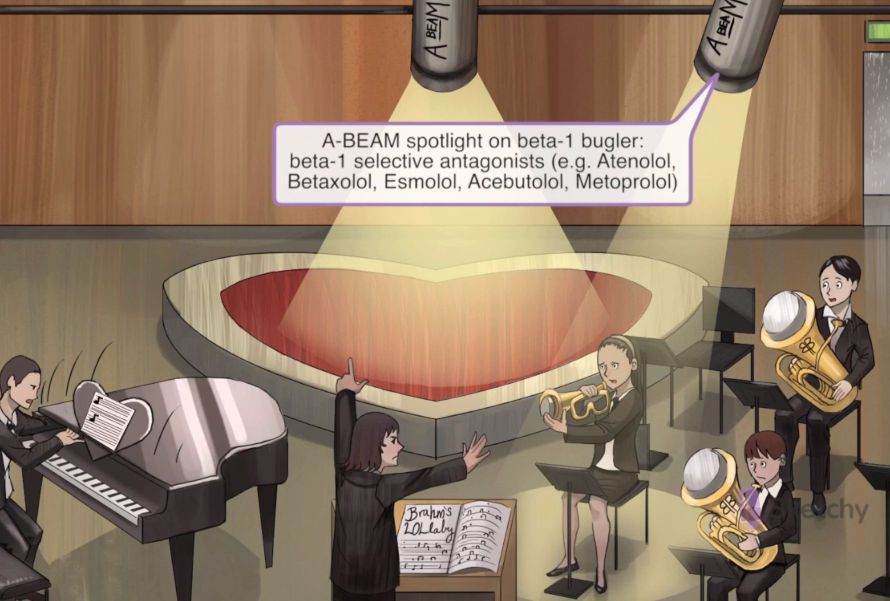 A BEAM
A BEAM
A-BEAM spotlight on beta-1 bugler:
beta-1 selective antagonists (e.g. Atenolol,
Betaxolol, Esmolol, Acebutolol, Metoprolol)
Brahm's
LOLlaby